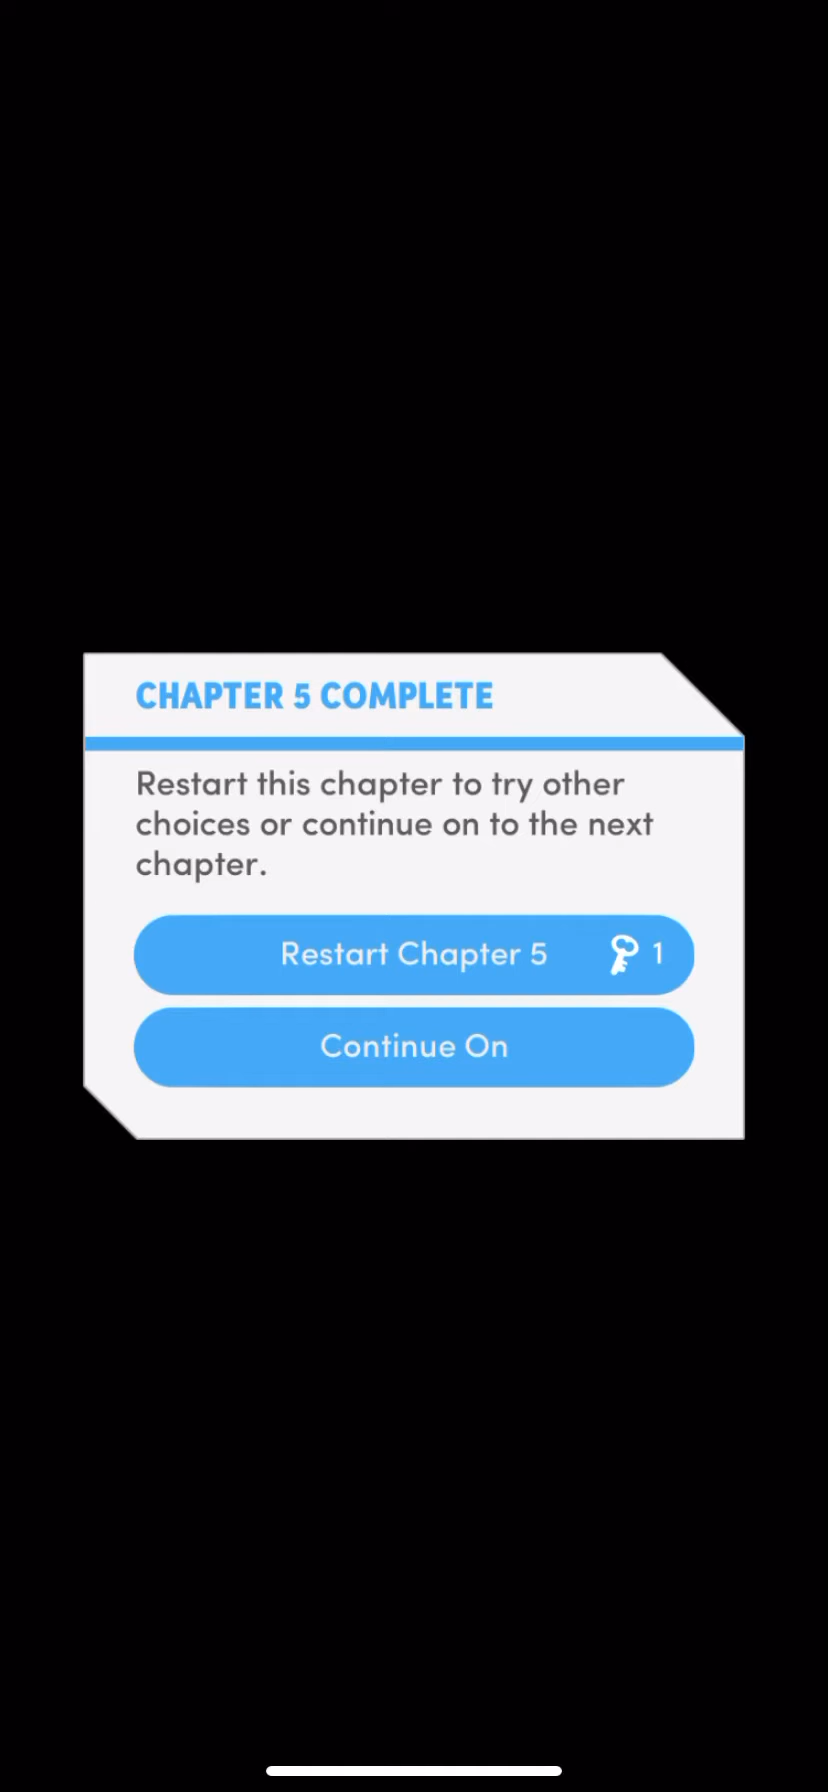 CHAPTER 5 COMPLETE
Restart this chapter to try other
choices or continue on to the next
chapter.
Restart Chapter 5 1
Continue On